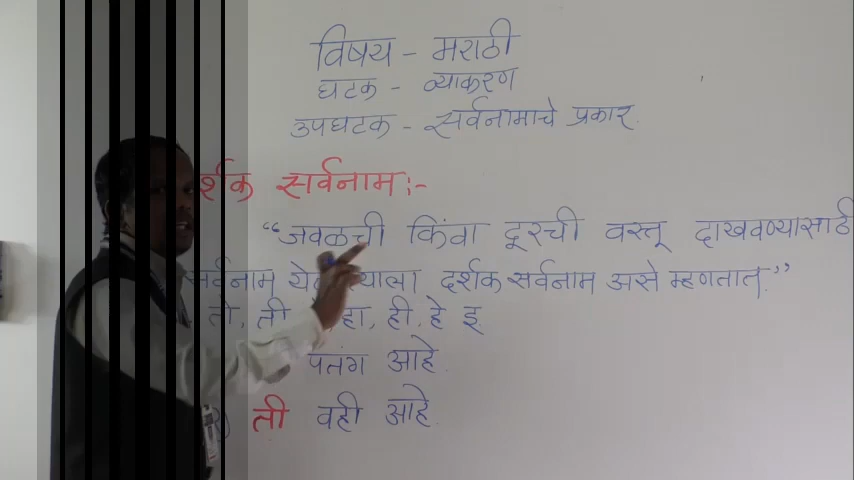 विषय - मराठी
घटक - व्याकरण
उपघटक - सर्वनामाचे प्रकार.
र्शक सर्वनाम :-
“जवळची किंवा दूरची वस्तू दाखवण्यासाठी
सर्वनाम दर्शक सर्वनाम असे म्हणतात.”
तो, ती हा, ही, हे इ.
पतंग आहे.
ती वही आहे.